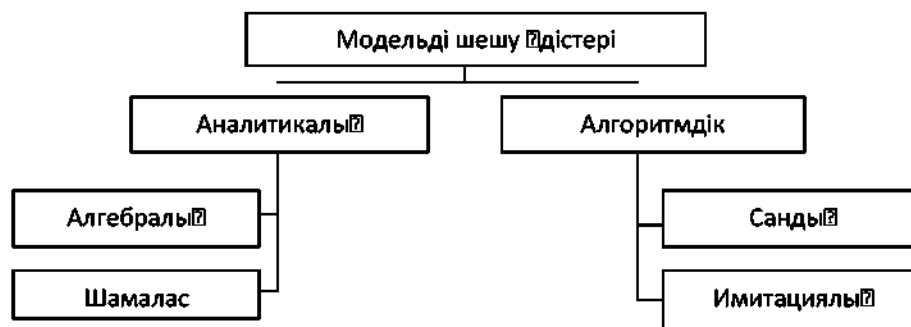 Модельді шешу �дістері
Аналитикалы�
Алгоритмдік
Алгебралы�
Санды�
Шамалас
Имитациялы�